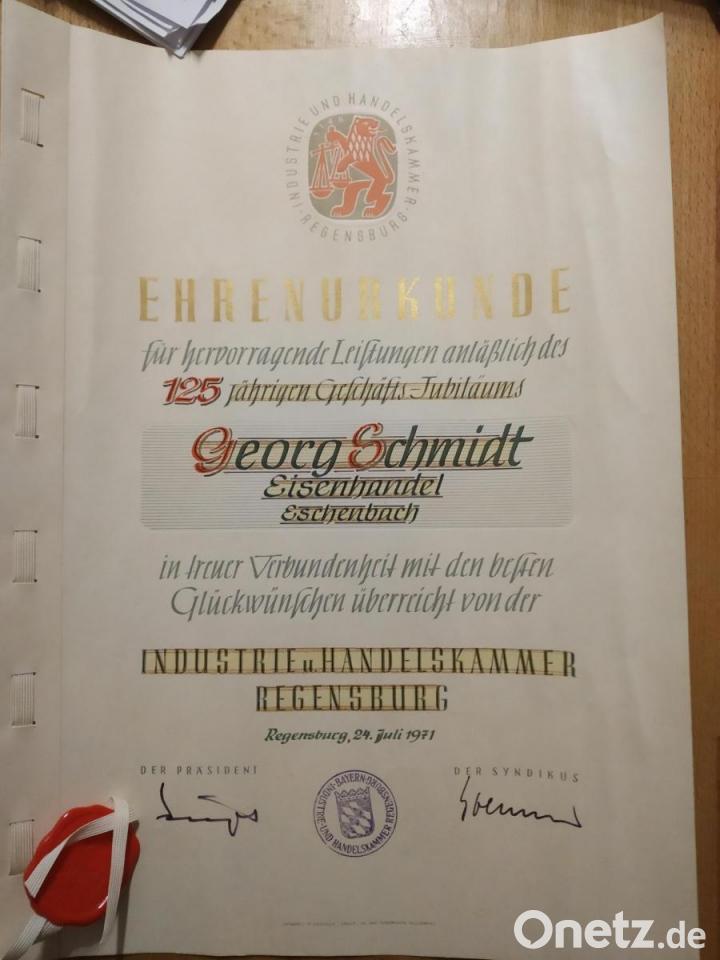 INDUSTRIE UND HANDELSKAMMER
REGENSBURG
EHRENURKUNDE
für hervorragende Leistungen anläßlich des
125 jährigen Geschäfts-Jubiläums
Georg Schmidt
Eisenhandel
Eschenbach
in treuer Verbundenheit mit den besten
Glückwünschen überreicht von der
INDUSTRIE u. HANDELSKAMMER
REGENSBURG
Regensburg, 24. Juli 1971
DER PRÄSIDENT
DER SYNDIKUS
BAYERN
INDUSTRIE-UND HANDELSKAMMER REGENSBURG
Onetz.de